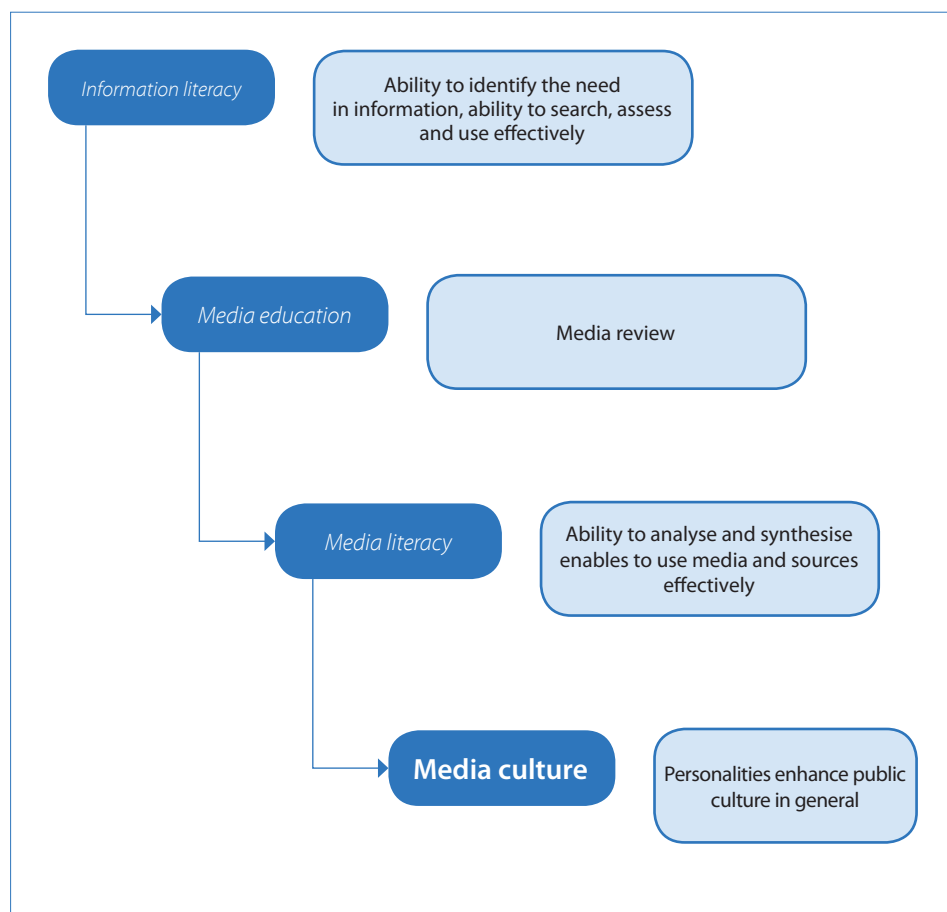 Information literacy
Ability to identify the need
in information, ability to search, assess
and use effectively
Media education
Media review
Media literacy
Ability to analyse and synthesise
enables to use media and sources
effectively
Media culture
Personalities enhance public
culture in general